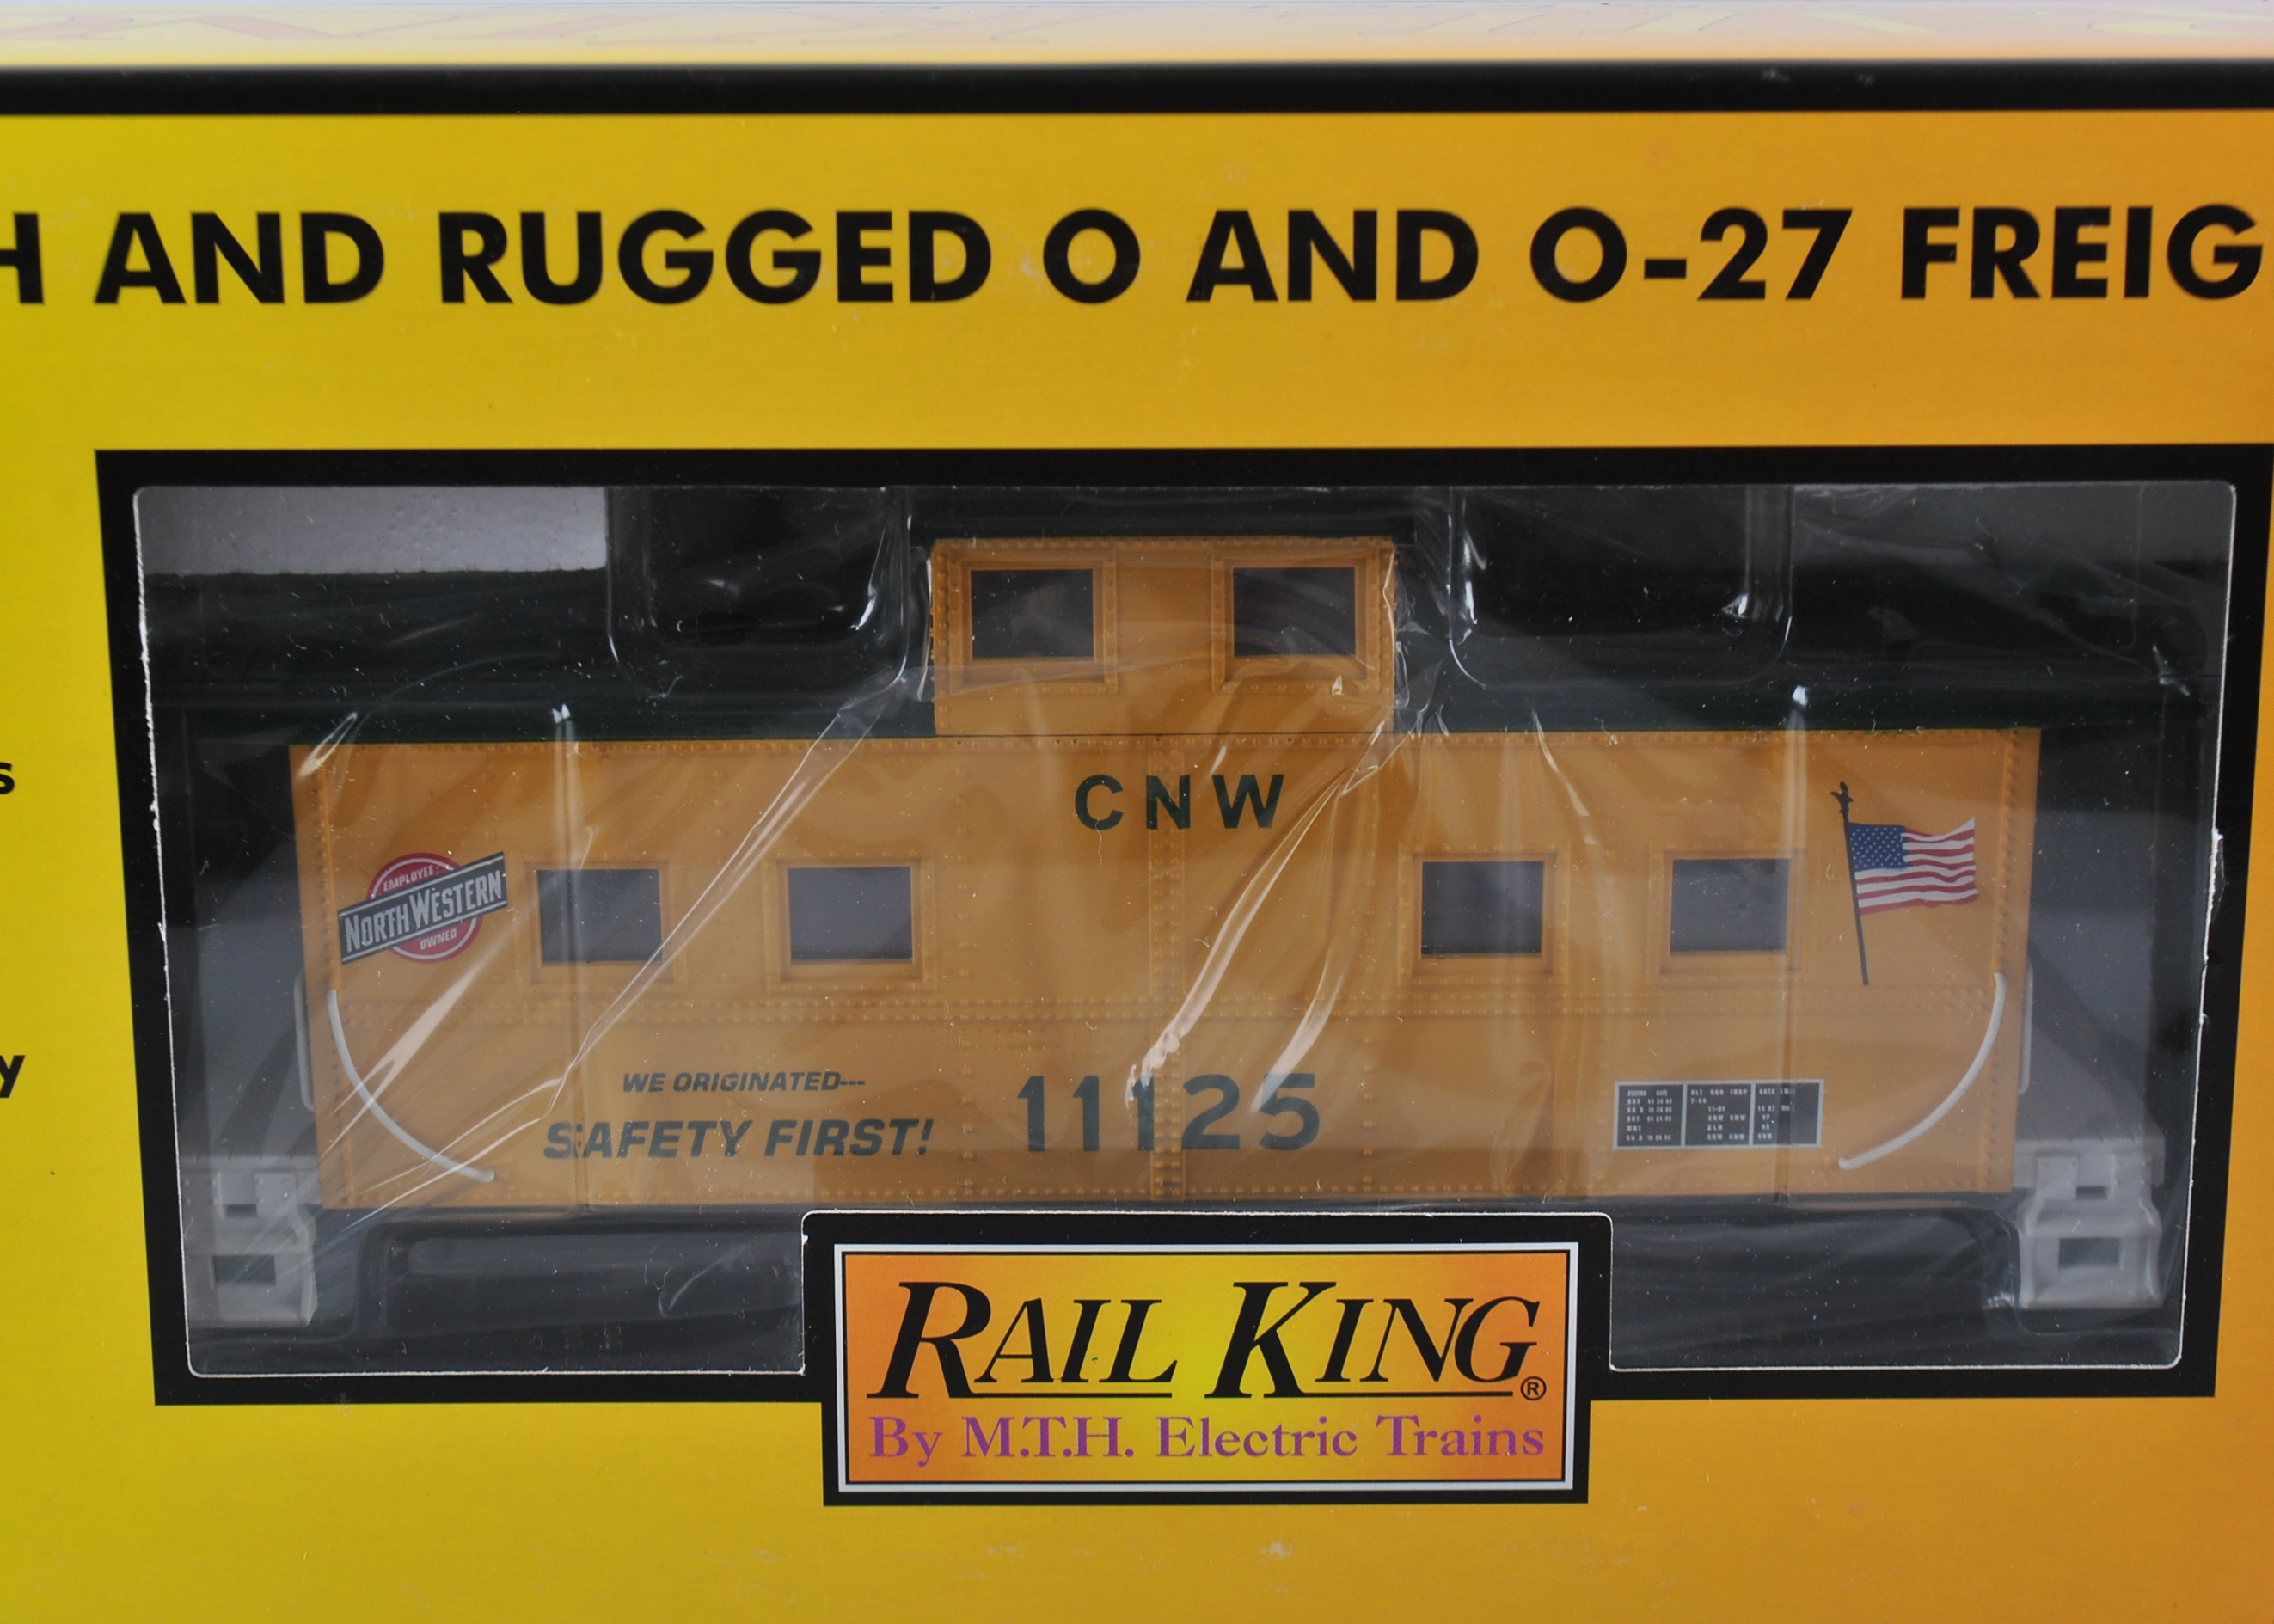 H AND RUGGED O AND O-27 FREIG
s
y
CNW
EMPLOYEE
NORTH WESTERN
OWNED
WE ORIGINATED---
SAFETY FIRST!
11125
RAIL KING®
By M.T.H. Electric Trains